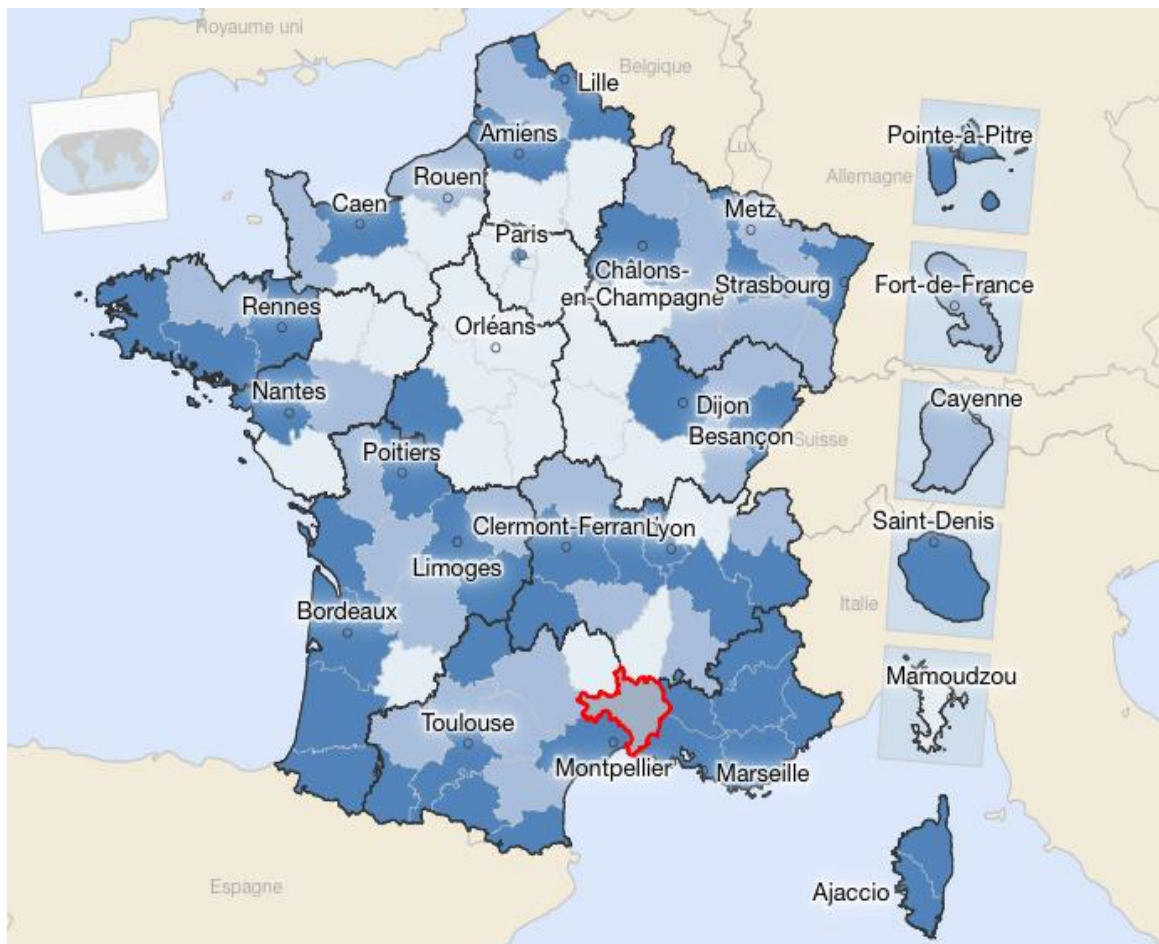 Royaume uni
Belgique
Lille
Amiens
Pointe-à-Pitre
Lux.
Allemagne
Rouen
Caen
Metz
Paris
Châlons-
en-Champagne
Strasbourg
Fort-de-France
Rennes
Orléans
Nantes
Dijon
Cayenne
Besançon
Suisse
Poitiers
Clermont-Ferran
Lyon
Saint-Denis
Limoges
Italie
Bordeaux
Mamoudzou
Toulouse
Montpellier
Marseille
Espagne
Ajaccio